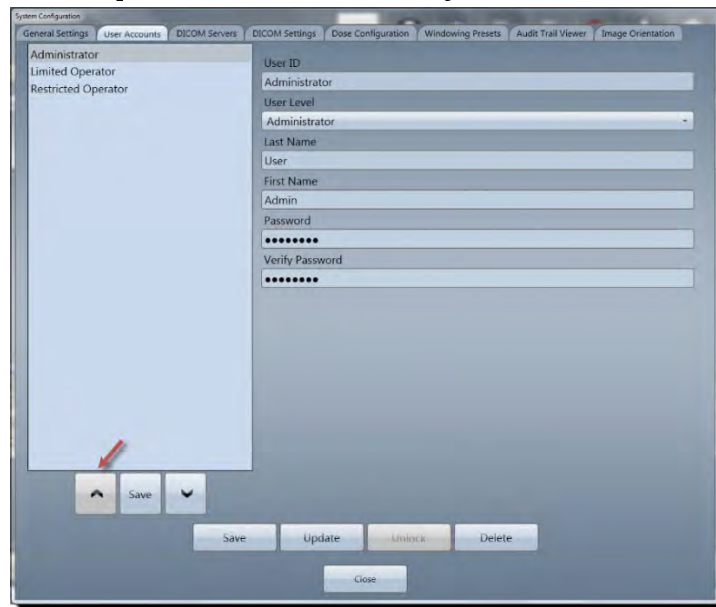 System Configuration
General Settings User Accounts DICOM Servers DICOM Settings Dose Configuration Windowing Presets Audit Trail Viewer Image Orientation
Administrator
Limited Operator
Restricted Operator
User ID
Administrator
User Level
Administrator
Last Name
User
First Name
Admin
Password
••••••••
Verify Password
••••••••
Save
Save Update Unlock Delete
Close